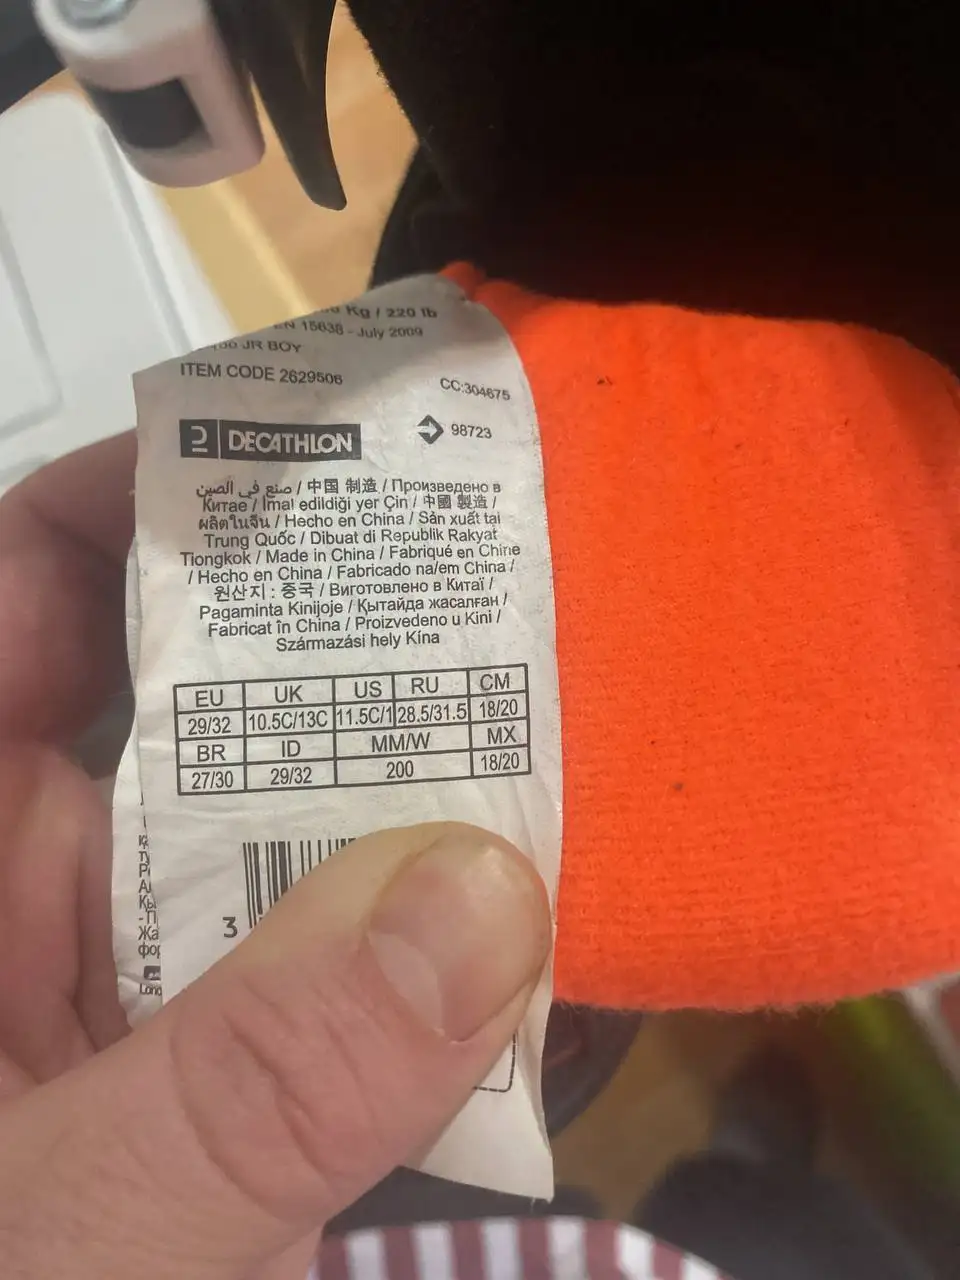 Kg / 220 lb
EN 15638 - July 2009
JR BOY
ITEM CODE 2629506
CC:304675
DECATHLON
98723
صنع في الصين / 中国 制造 / Произведено в
Китае / İmal edildiği yer Çin / 中國 製造 /
ผลิตในจีน / Hecho en China / Sản xuất tại
Trung Quốc / Dibuat di Republik Rakyat
Tiongkok / Made in China / Fabriqué en Chine
/ Hecho en China / Fabricado na/em China /
원산지 : 중국 / Виготовлено в Китаї /
Pagaminta Kinijoje / Қытайда жасалған /
Fabricat în China / Proizvedeno u Kini /
Származási hely Kína
EU UK US RU CM
29/32 10.5C/13C 11.5C/1 28.5/31.5 18/20
BR ID MM/W MX
27/30 29/32 200 18/20
3